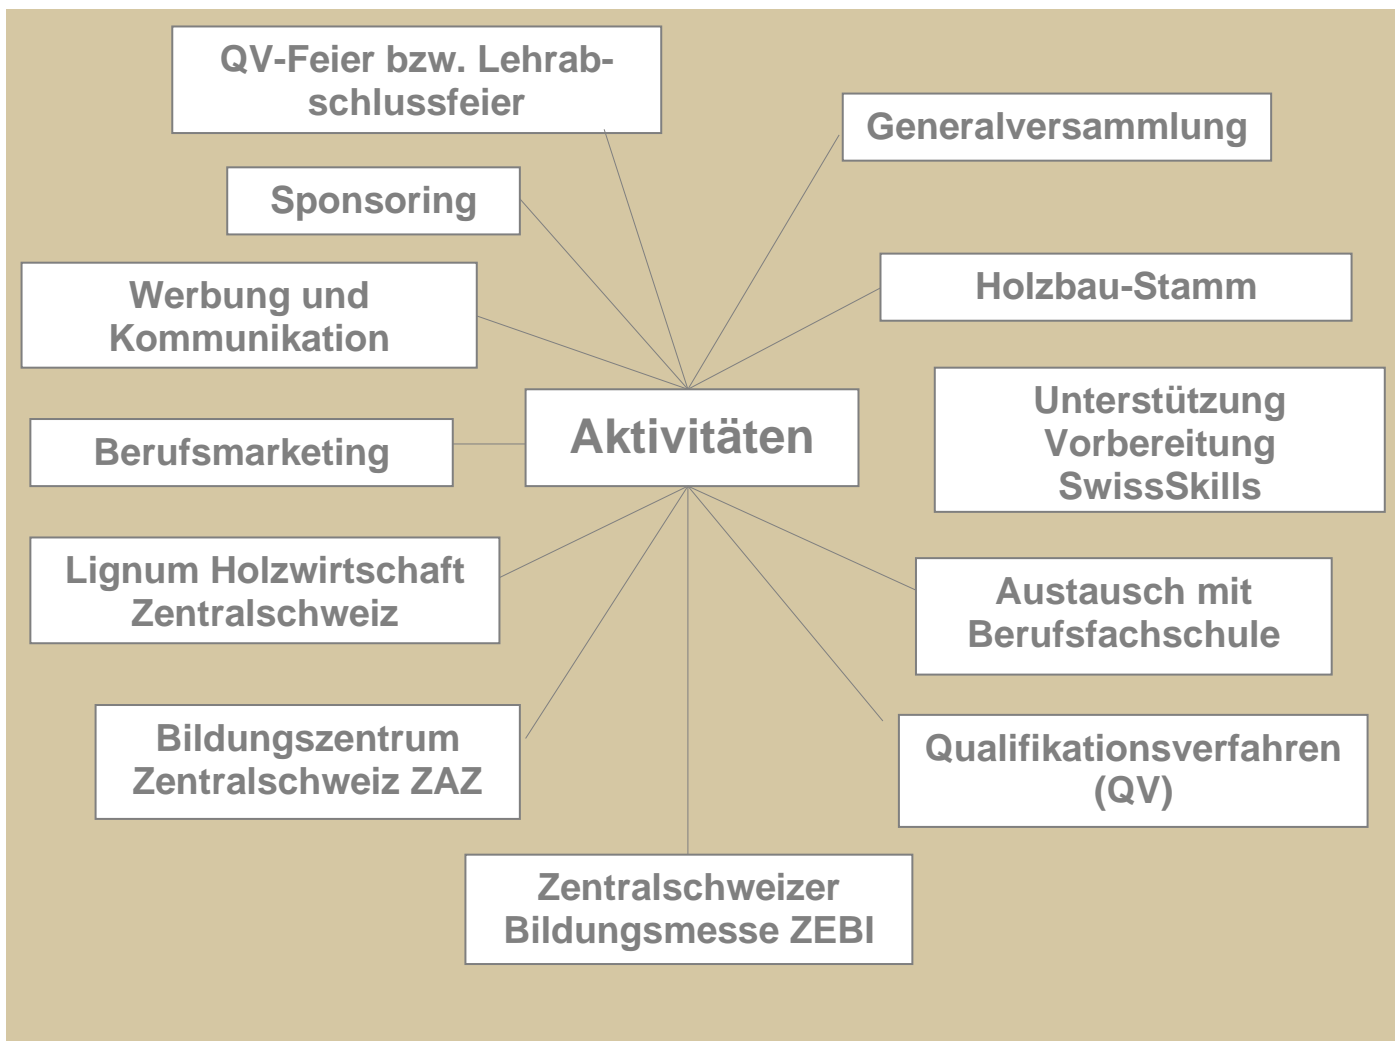 QV-Feier bzw. Lehrab-
schlussfeier
Generalversammlung
Sponsoring
Werbung und
Kommunikation
Holzbau-Stamm
Aktivitäten
Unterstützung
Vorbereitung
SwissSkills
Berufsmarketing
Lignum Holzwirtschaft
Zentralschweiz
Austausch mit
Berufsfachschule
Bildungszentrum
Zentralschweiz ZAZ
Qualifikationsverfahren
(QV)
Zentralschweizer
Bildungsmesse ZEBI